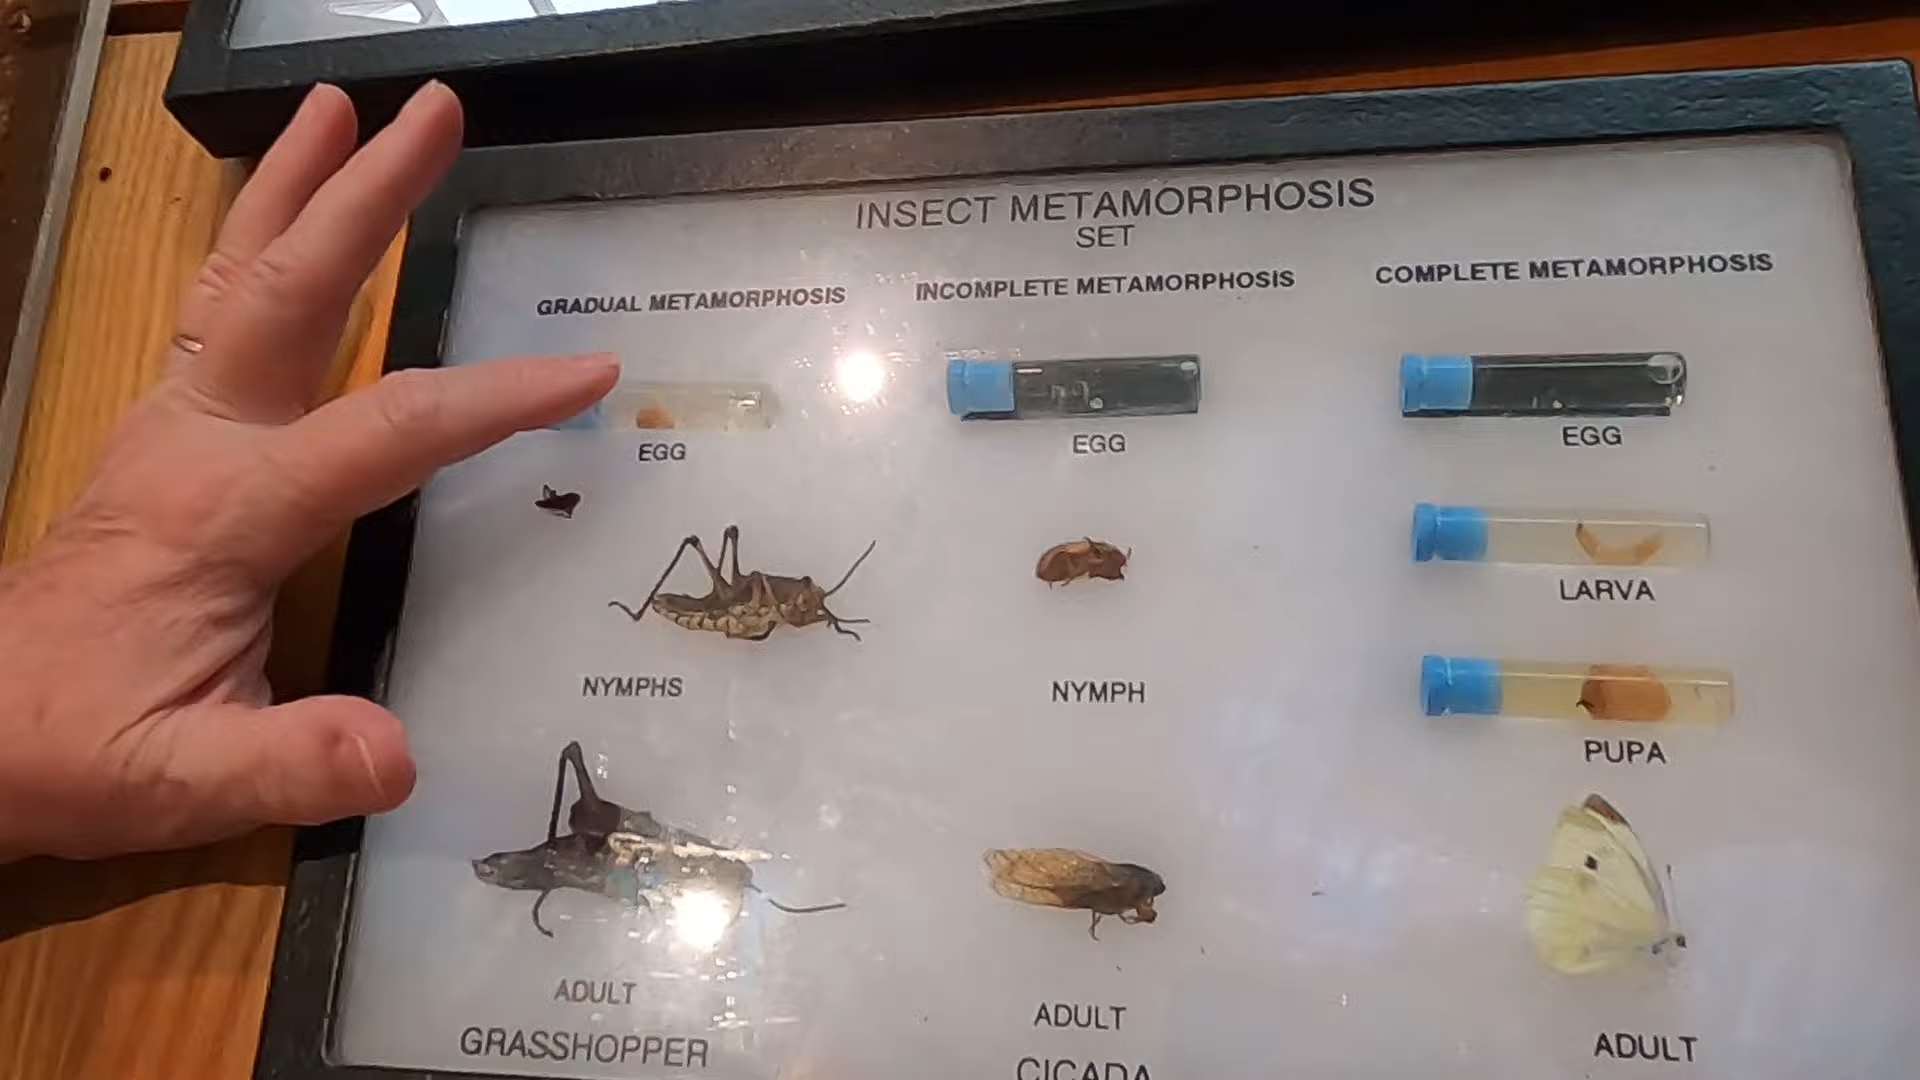 INSECT METAMORPHOSIS
SET
GRADUAL METAMORPHOSIS
EGG
NYMPHS
ADULT
GRASSHOPPER
INCOMPLETE METAMORPHOSIS
EGG
NYMPH
ADULT
CICADA
COMPLETE METAMORPHOSIS
EGG
LARVA
PUPA
ADULT